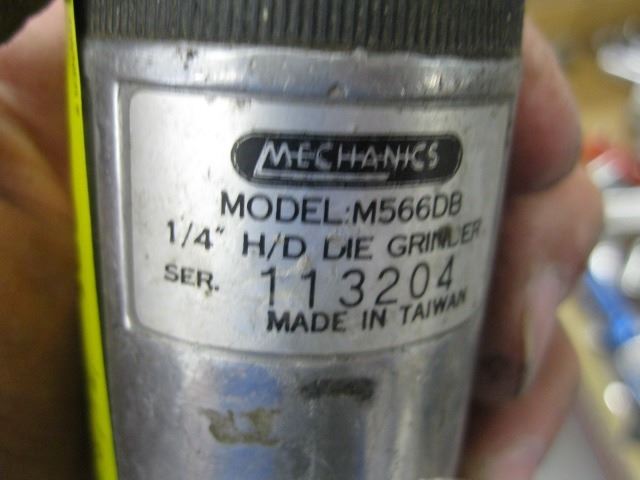 MECHANICS
MODEL:M566DB
1/4" H/D DIE GRINDER
SER. 113204
MADE IN TAIWAN